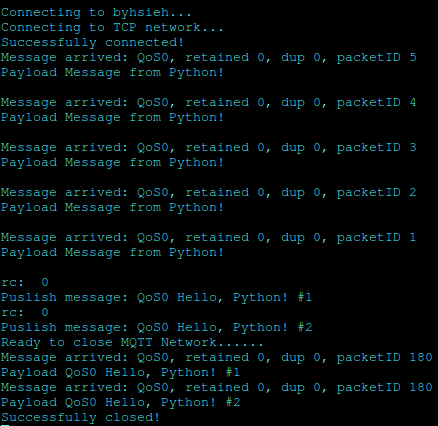 Connecting to byhsieh...
Connecting to TCP network...
Successfully connected!
Message arrived: QoS0, retained 0, dup 0, packetID 5
Payload Message from Python!
Message arrived: QoS0, retained 0, dup 0, packetID 4
Payload Message from Python!
Message arrived: QoS0, retained 0, dup 0, packetID 3
Payload Message from Python!
Message arrived: QoS0, retained 0, dup 0, packetID 2
Payload Message from Python!
Message arrived: QoS0, retained 0, dup 0, packetID 1
Payload Message from Python!
rc:  0
Puslish message: QoS0 Hello, Python! #1
rc:  0
Puslish message: QoS0 Hello, Python! #2
Ready to close MQTT Network......
Message arrived: QoS0, retained 0, dup 0, packetID 180
Payload QoS0 Hello, Python! #1
Message arrived: QoS0, retained 0, dup 0, packetID 180
Payload QoS0 Hello, Python! #2
Successfully closed!